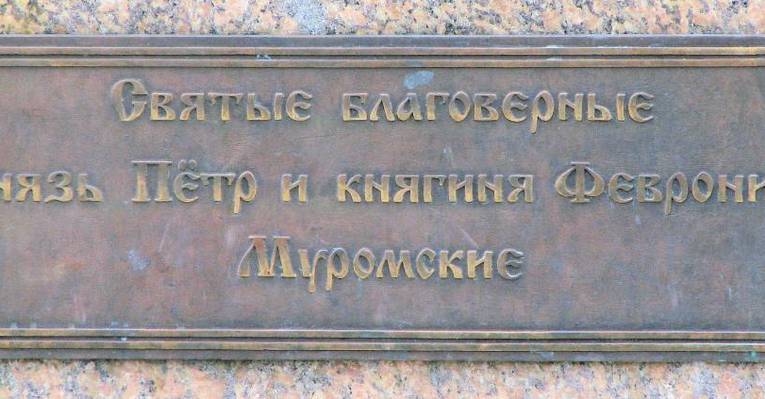 Святые благоверные
нязь Пётр и княгиня Феврони
Муромские